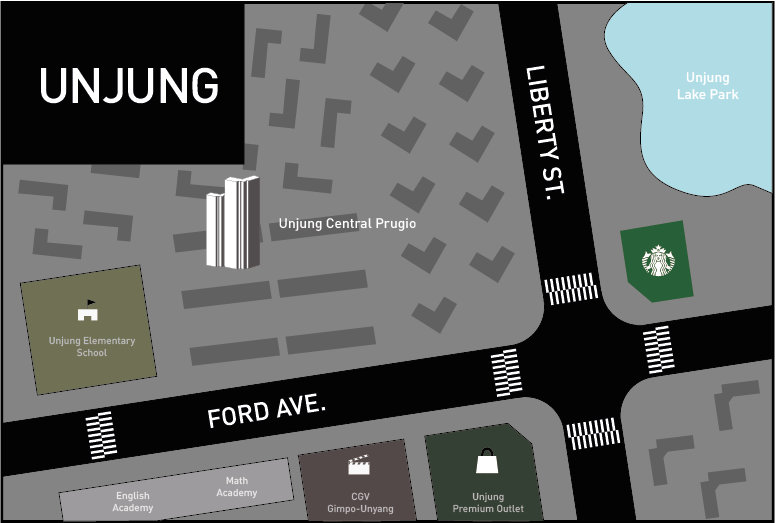 UNJUNG
Unjung
Lake Park
LIBERTY ST.
Unjung Central Prugio
Unjung Elementary
School
FORD AVE.
English
Academy
Math
Academy
CGV
Gimpo-Unyang
Unjung
Premium Outlet